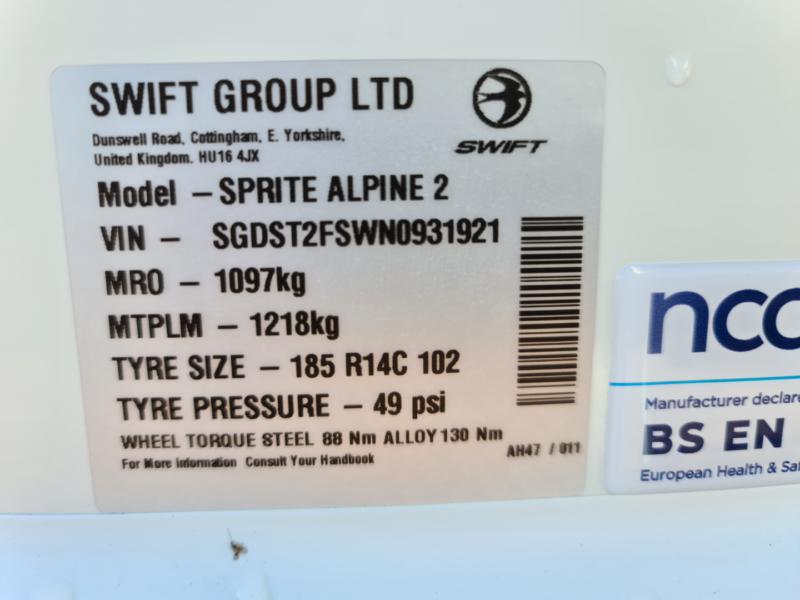 SWIFT GROUP LTD
Dunswell Road, Cottingham, E. Yorkshire,
United Kingdom. HU16 4JX
SWIFT
Model – SPRITE ALPINE 2
VIN – SGDST2FSWN0931921
MRO – 1097kg
MTPLM – 1218kg
TYRE SIZE – 185 R14C 102
TYRE PRESSURE – 49 psi
WHEEL TORQUE STEEL 88 Nm ALLOY 130 Nm
For More Information Consult Your Handbook
AH47 / 011
ncc
Manufacturer declare
BS EN
European Health & Saf